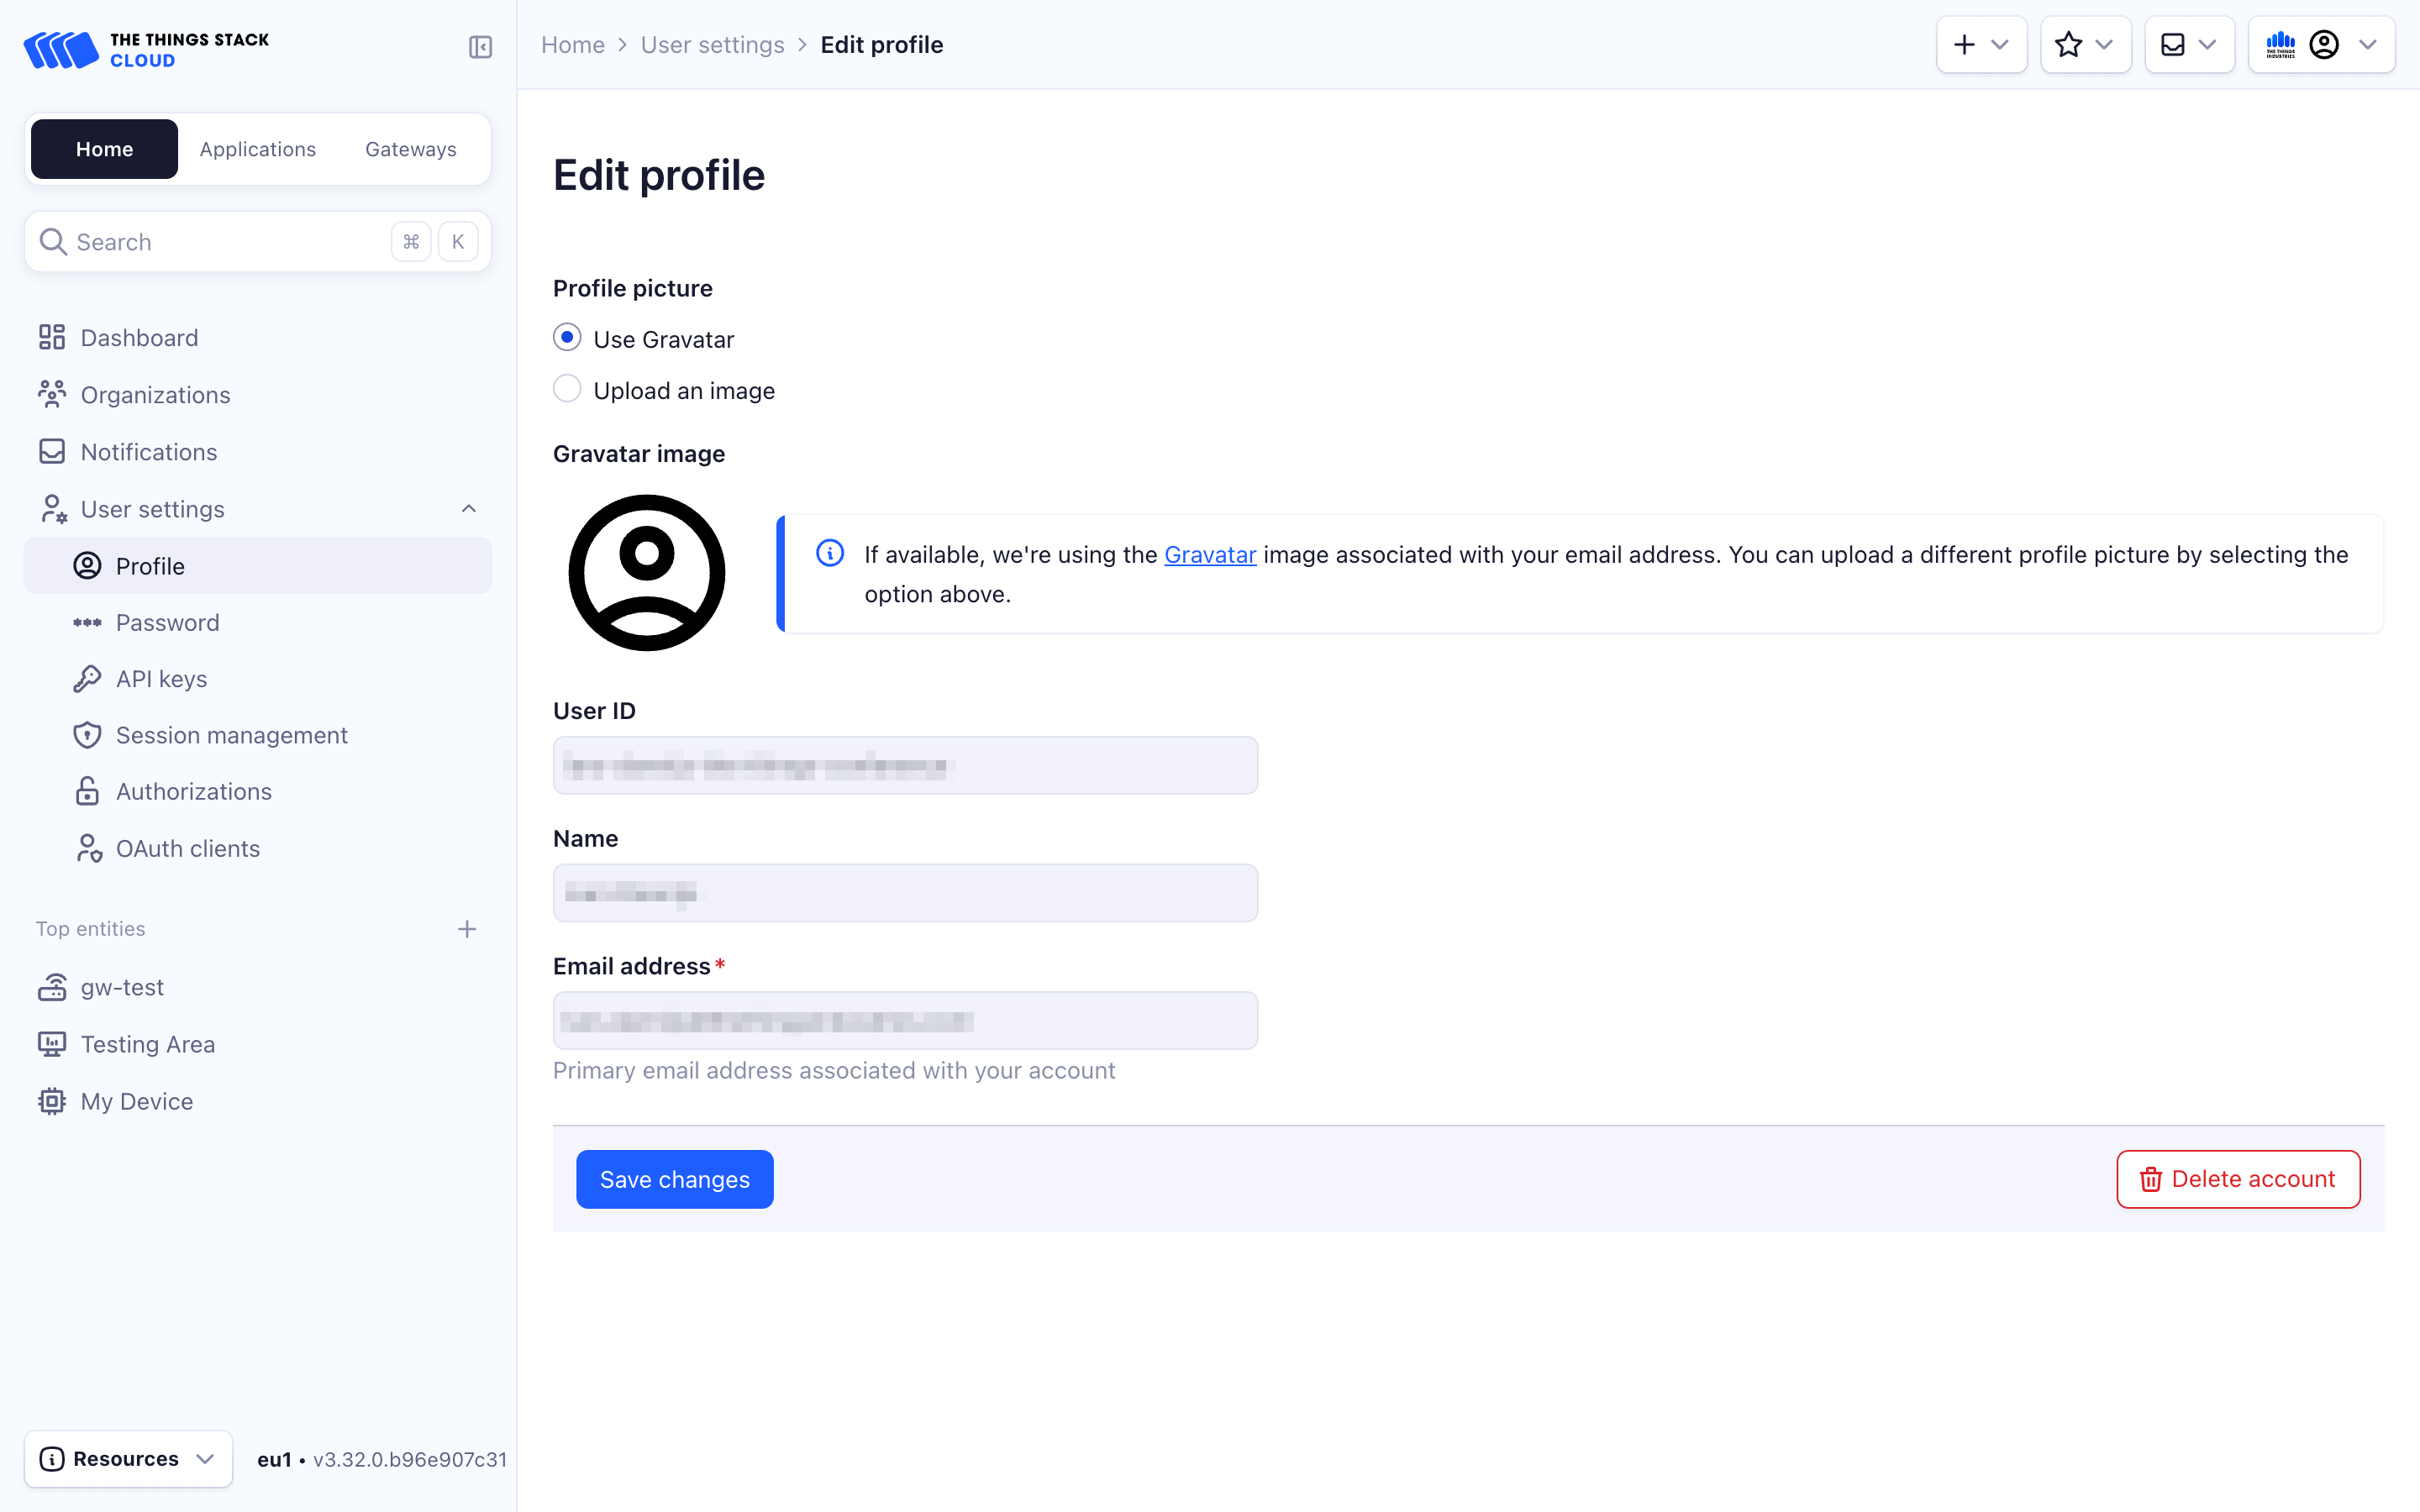 THE THINGS STACK
CLOUD
Home > User settings > Edit profile
Home Applications Gateways
Search ⌘ K
Dashboard
Organizations
Notifications
User settings
Profile
Password
API keys
Session management
Authorizations
OAuth clients
Top entities
gw-test
Testing Area
My Device
Resources
eu1 • v3.32.0.b96e907c31
THE THINGS
INDUSTRIES
Edit profile
Profile picture
Use Gravatar
Upload an image
Gravatar image
If available, we're using the Gravatar image associated with your email address. You can upload a different profile picture by selecting the
option above.
User ID
Name
Email address*
Primary email address associated with your account
Save changes
Delete account